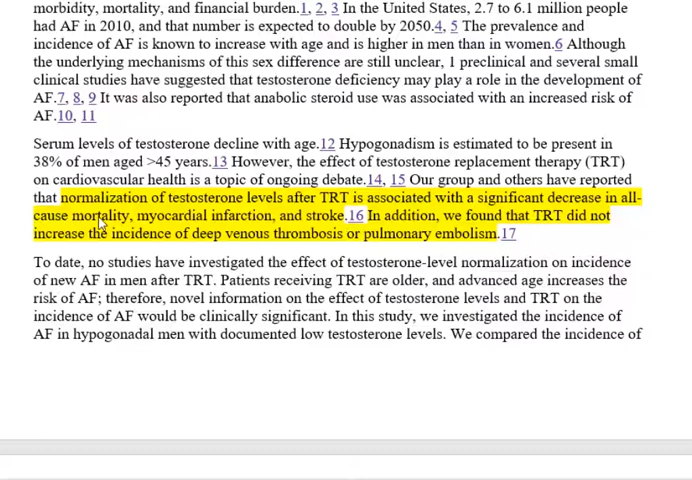 morbidity, mortality, and financial burden.1, 2, 3 In the United States, 2.7 to 6.1 million people
had AF in 2010, and that number is expected to double by 2050.4, 5 The prevalence and
incidence of AF is known to increase with age and is higher in men than in women.6 Although
the underlying mechanisms of this sex difference are still unclear, 1 preclinical and several small
clinical studies have suggested that testosterone deficiency may play a role in the development of
AF.7, 8, 9 It was also reported that anabolic steroid use was associated with an increased risk of
AF.10, 11
Serum levels of testosterone decline with age.12 Hypogonadism is estimated to be present in
38% of men aged >45 years.13 However, the effect of testosterone replacement therapy (TRT)
on cardiovascular health is a topic of ongoing debate.14, 15 Our group and others have reported
that normalization of testosterone levels after TRT is associated with a significant decrease in all-
cause mortality, myocardial infarction, and stroke.16 In addition, we found that TRT did not
increase the incidence of deep venous thrombosis or pulmonary embolism.17
To date, no studies have investigated the effect of testosterone-level normalization on incidence
of new AF in men after TRT. Patients receiving TRT are older, and advanced age increases the
risk of AF; therefore, novel information on the effect of testosterone levels and TRT on the
incidence of AF would be clinically significant. In this study, we investigated the incidence of
AF in hypogonadal men with documented low testosterone levels. We compared the incidence of